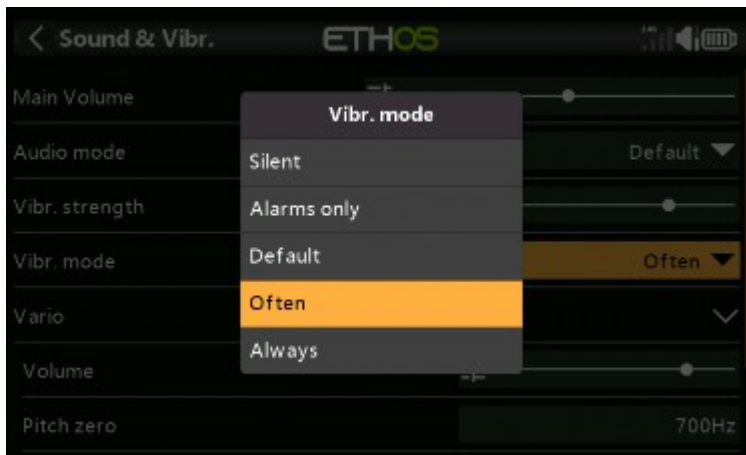 Sound & Vibr.
ETHOS
Main Volume
Vibr. mode
Audio mode
Default
Silent
Vibr. strength
Alarms only
Default
Vibr. mode
Often
Often
Vario
Always
Volume
Pitch zero
700Hz